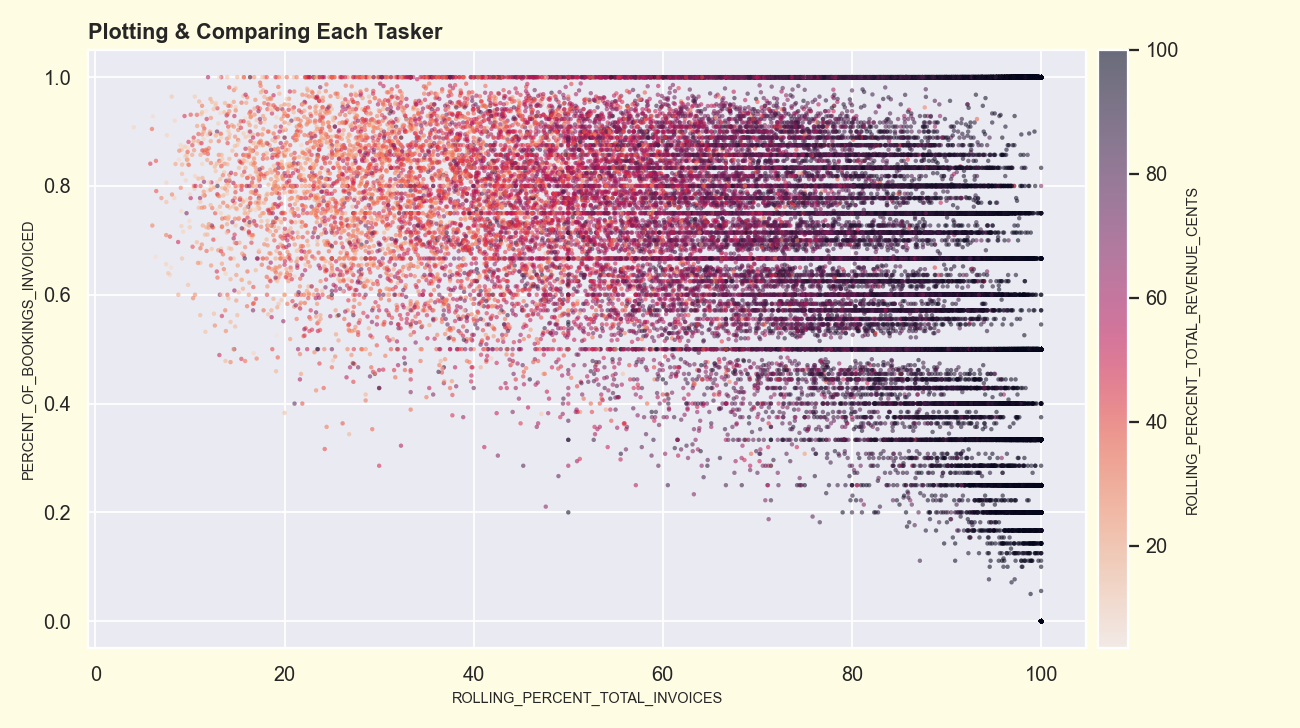 Plotting & Comparing Each Tasker
1.0
0.8
0.6
0.4
0.2
0.0
PERCENT_OF_BOOKINGS_INVOICED
0 20 40 60 80 100
ROLLING_PERCENT_TOTAL_INVOICES
100
80
60
40
20
ROLLING_PERCENT_TOTAL_REVENUE_CENTS